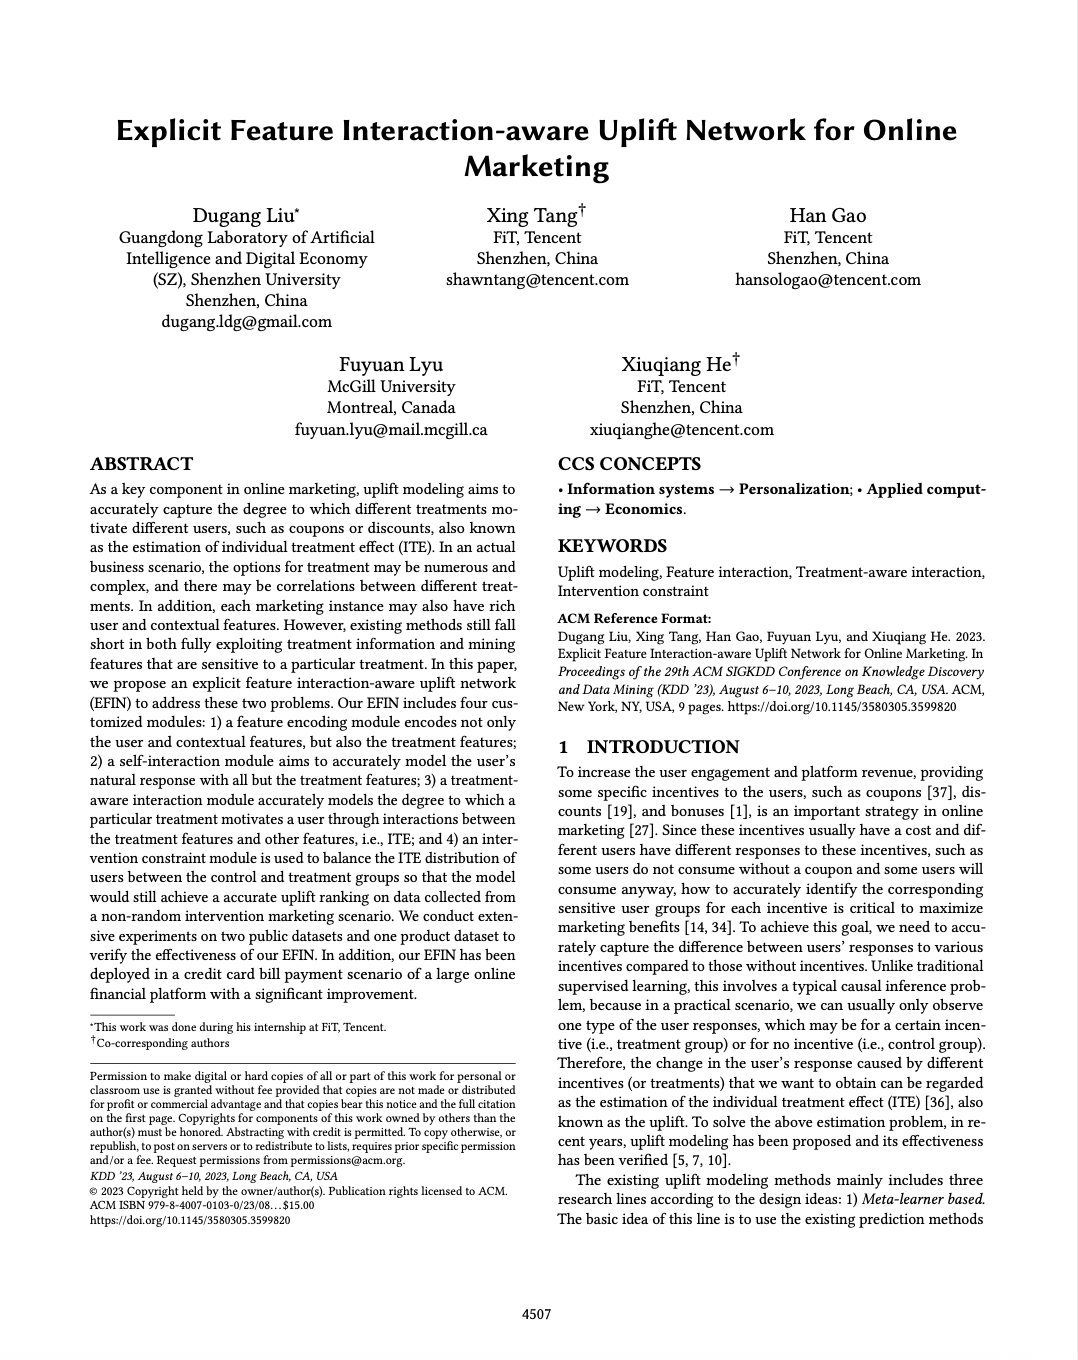 Explicit Feature Interaction-aware Uplift Network for Online
Marketing
Dugang Liu*
Guangdong Laboratory of Artificial
Intelligence and Digital Economy
(SZ), Shenzhen University
Shenzhen, China
dugang.ldg@gmail.com
Xing Tang†
FiT, Tencent
Shenzhen, China
shawntang@tencent.com
Han Gao
FiT, Tencent
Shenzhen, China
hansologao@tencent.com
Fuyuan Lyu
McGill University
Montreal, Canada
fuyuan.lyu@mail.mcgill.ca
Xiuqiang He†
FiT, Tencent
Shenzhen, China
xiuqianghe@tencent.com
ABSTRACT
As a key component in online marketing, uplift modeling aims to
accurately capture the degree to which different treatments mo-
tivate different users, such as coupons or discounts, also known
as the estimation of individual treatment effect (ITE). In an actual
business scenario, the options for treatment may be numerous and
complex, and there may be correlations between different treat-
ments. In addition, each marketing instance may also have rich
user and contextual features. However, existing methods still fall
short in both fully exploiting treatment information and mining
features that are sensitive to a particular treatment. In this paper,
we propose an explicit feature interaction-aware uplift network
(EFIN) to address these two problems. Our EFIN includes four cus-
tomized modules: 1) a feature encoding module encodes not only
the user and contextual features, but also the treatment features;
2) a self-interaction module aims to accurately model the user's
natural response with all but the treatment features; 3) a treatment-
aware interaction module accurately models the degree to which a
particular treatment motivates a user through interactions between
the treatment features and other features, i.e., ITE; and 4) an inter-
vention constraint module is used to balance the ITE distribution of
users between the control and treatment groups so that the model
would still achieve a accurate uplift ranking on data collected from
a non-random intervention marketing scenario. We conduct exten-
sive experiments on two public datasets and one product dataset to
verify the effectiveness of our EFIN. In addition, our EFIN has been
deployed in a credit card bill payment scenario of a large online
financial platform with a significant improvement.
*This work was done during his internship at FiT, Tencent.
†Co-corresponding authors
Permission to make digital or hard copies of all or part of this work for personal or
classroom use is granted without fee provided that copies are not made or distributed
for profit or commercial advantage and that copies bear this notice and the full citation
on the first page. Copyrights for components of this work owned by others than the
author(s) must be honored. Abstracting with credit is permitted. To copy otherwise, or
republish, to post on servers or to redistribute to lists, requires prior specific permission
and/or a fee. Request permissions from permissions@acm.org.
KDD '23, August 6–10, 2023, Long Beach, CA, USA
© 2023 Copyright held by the owner/author(s). Publication rights licensed to ACM.
ACM ISBN 979-8-4007-0103-0/23/08...$15.00
https://doi.org/10.1145/3580305.3599820
CCS CONCEPTS
• Information systems → Personalization; • Applied comput-
ing → Economics.
KEYWORDS
Uplift modeling, Feature interaction, Treatment-aware interaction,
Intervention constraint
ACM Reference Format:
Dugang Liu, Xing Tang, Han Gao, Fuyuan Lyu, and Xiuqiang He. 2023.
Explicit Feature Interaction-aware Uplift Network for Online Marketing. In
Proceedings of the 29th ACM SIGKDD Conference on Knowledge Discovery
and Data Mining (KDD '23), August 6–10, 2023, Long Beach, CA, USA. ACM,
New York, NY, USA, 9 pages. https://doi.org/10.1145/3580305.3599820
1 INTRODUCTION
To increase the user engagement and platform revenue, providing
some specific incentives to the users, such as coupons [37], dis-
counts [19], and bonuses [1], is an important strategy in online
marketing [27]. Since these incentives usually have a cost and dif-
ferent users have different responses to these incentives, such as
some users do not consume without a coupon and some users will
consume anyway, how to accurately identify the corresponding
sensitive user groups for each incentive is critical to maximize
marketing benefits [14, 34]. To achieve this goal, we need to accu-
rately capture the difference between users' responses to various
incentives compared to those without incentives. Unlike traditional
supervised learning, this involves a typical causal inference prob-
lem, because in a practical scenario, we can usually only observe
one type of the user responses, which may be for a certain incen-
tive (i.e., treatment group) or for no incentive (i.e., control group).
Therefore, the change in the user's response caused by different
incentives (or treatments) that we want to obtain can be regarded
as the estimation of the individual treatment effect (ITE) [36], also
known as the uplift. To solve the above estimation problem, in re-
cent years, uplift modeling has been proposed and its effectiveness
has been verified [5, 7, 10].
The existing uplift modeling methods mainly includes three
research lines according to the design ideas: 1) Meta-learner based.
The basic idea of this line is to use the existing prediction methods
4507